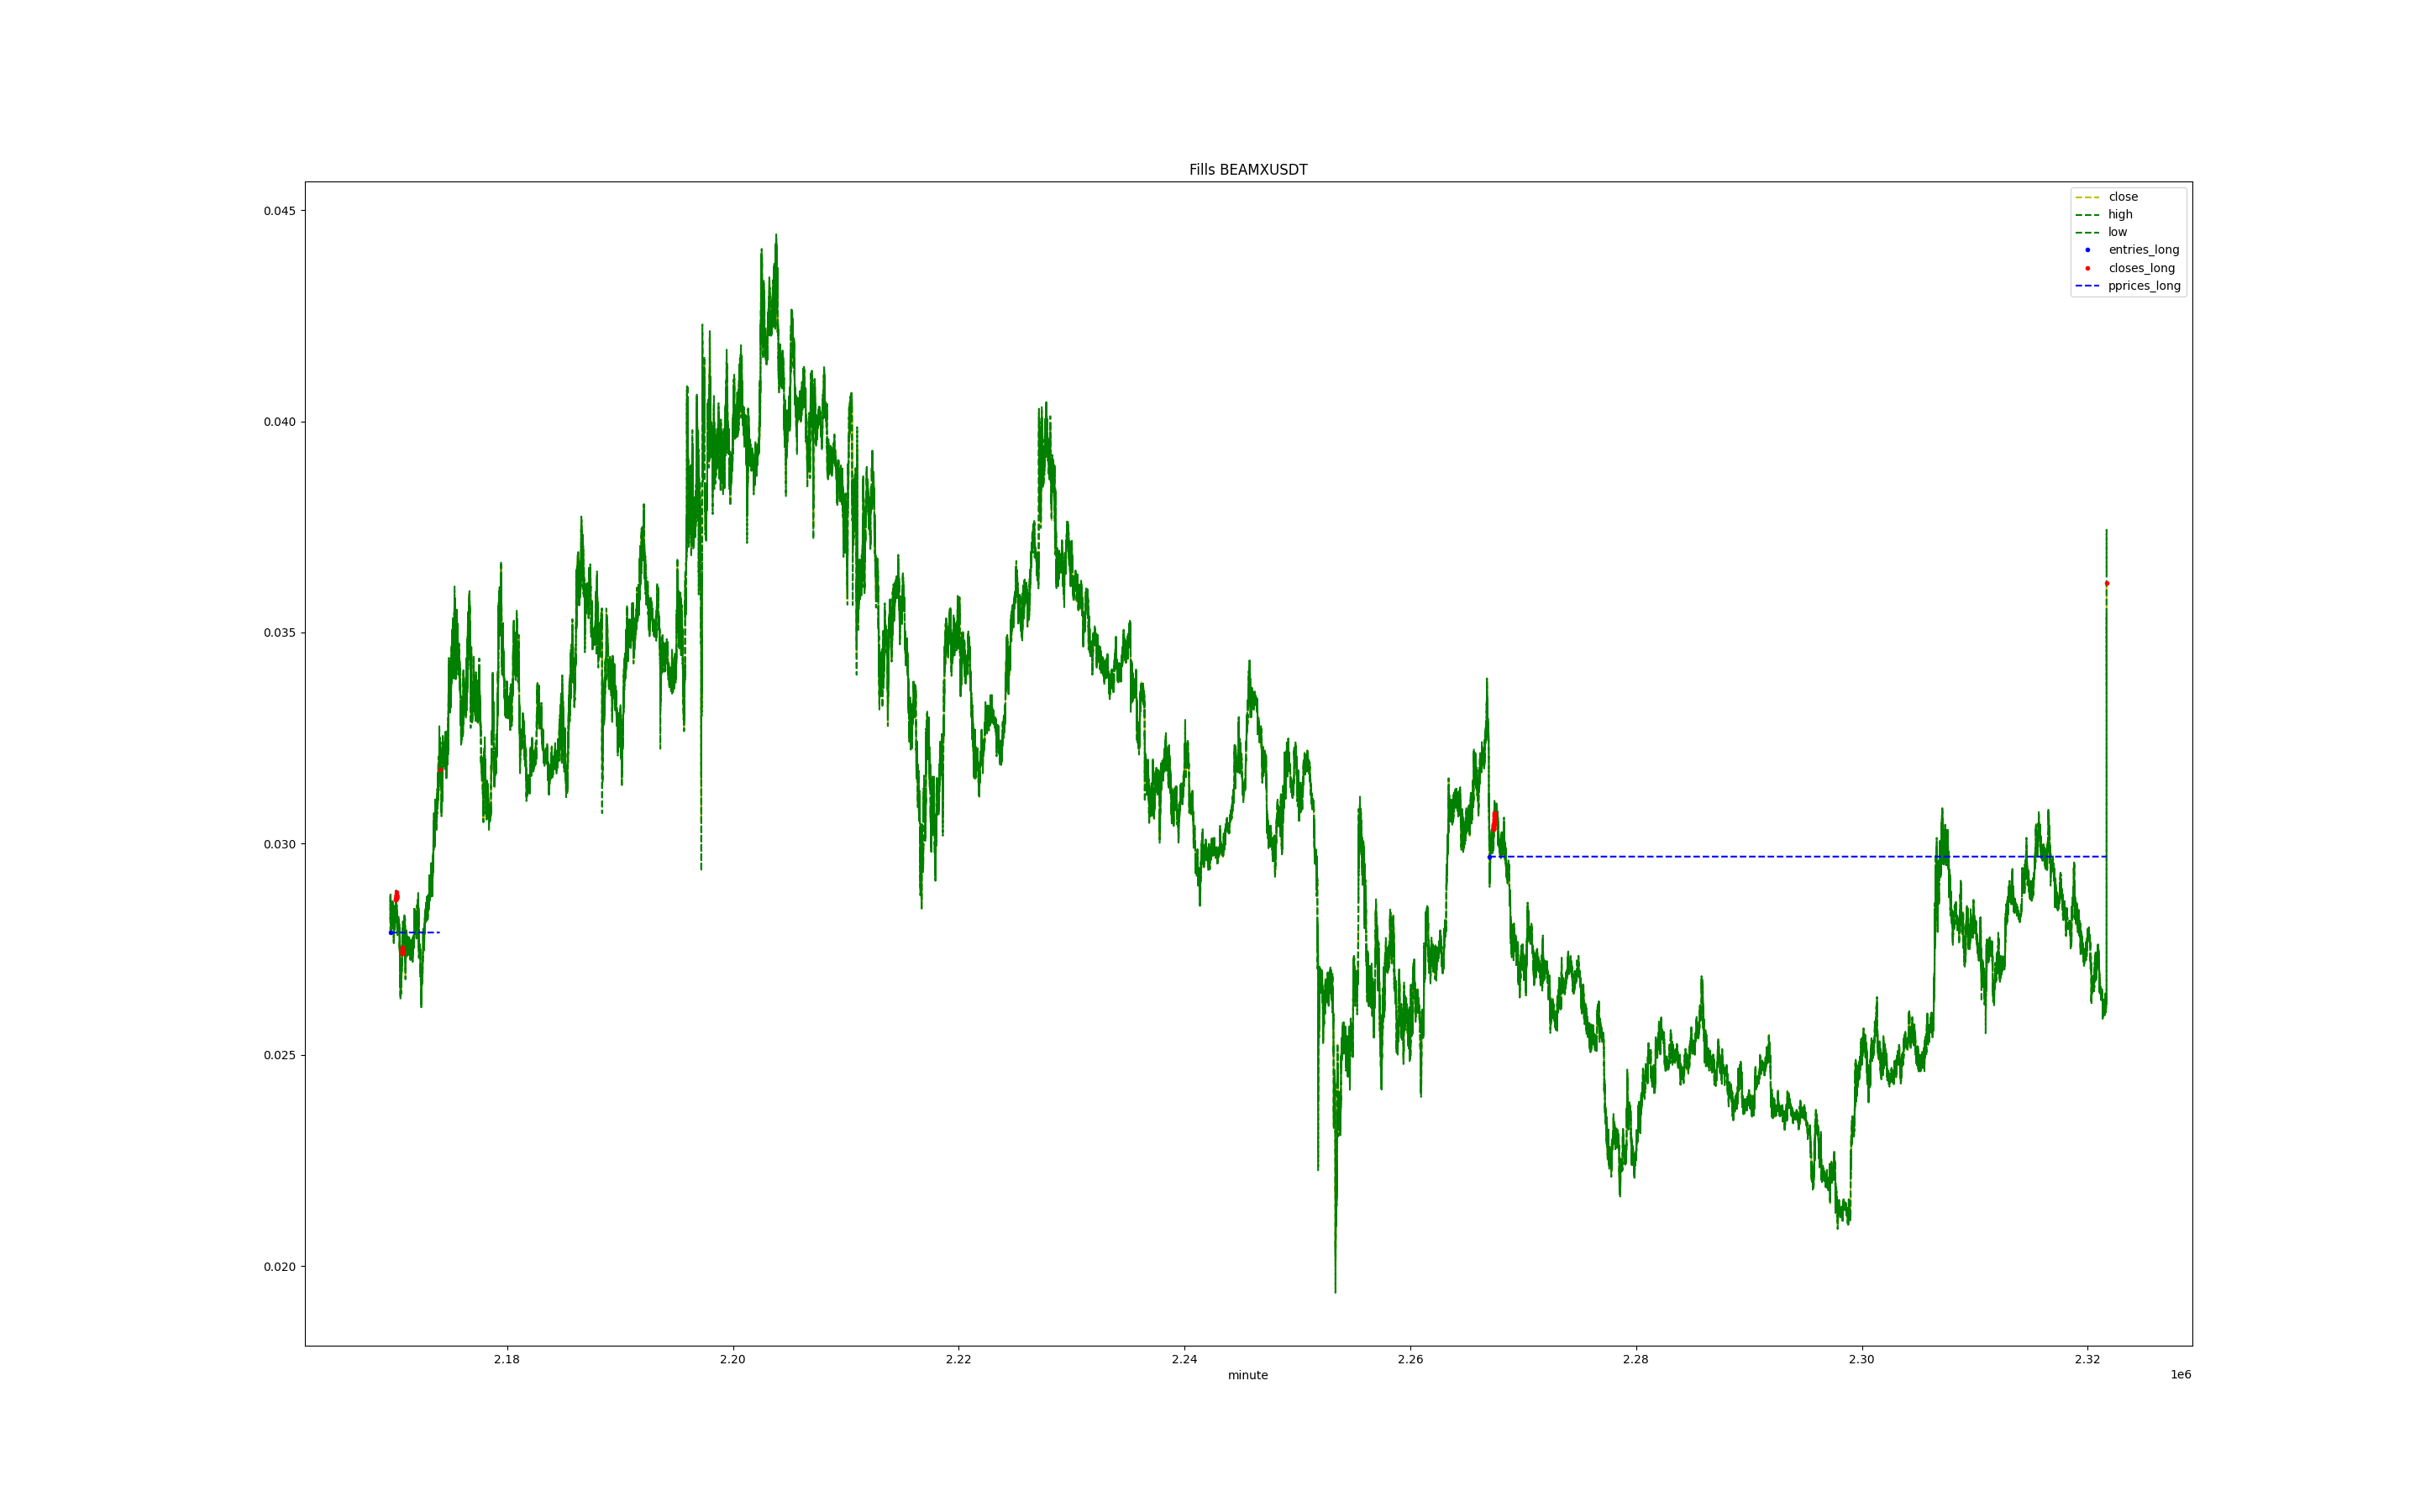 Fills BEAMXUSDT
close
high
low
entries_long
closes_long
pprices_long
0.045
0.040
0.035
0.030
0.025
0.020
2.18 2.20 2.22 2.24 2.26 2.28 2.30 2.32
minute 1e6